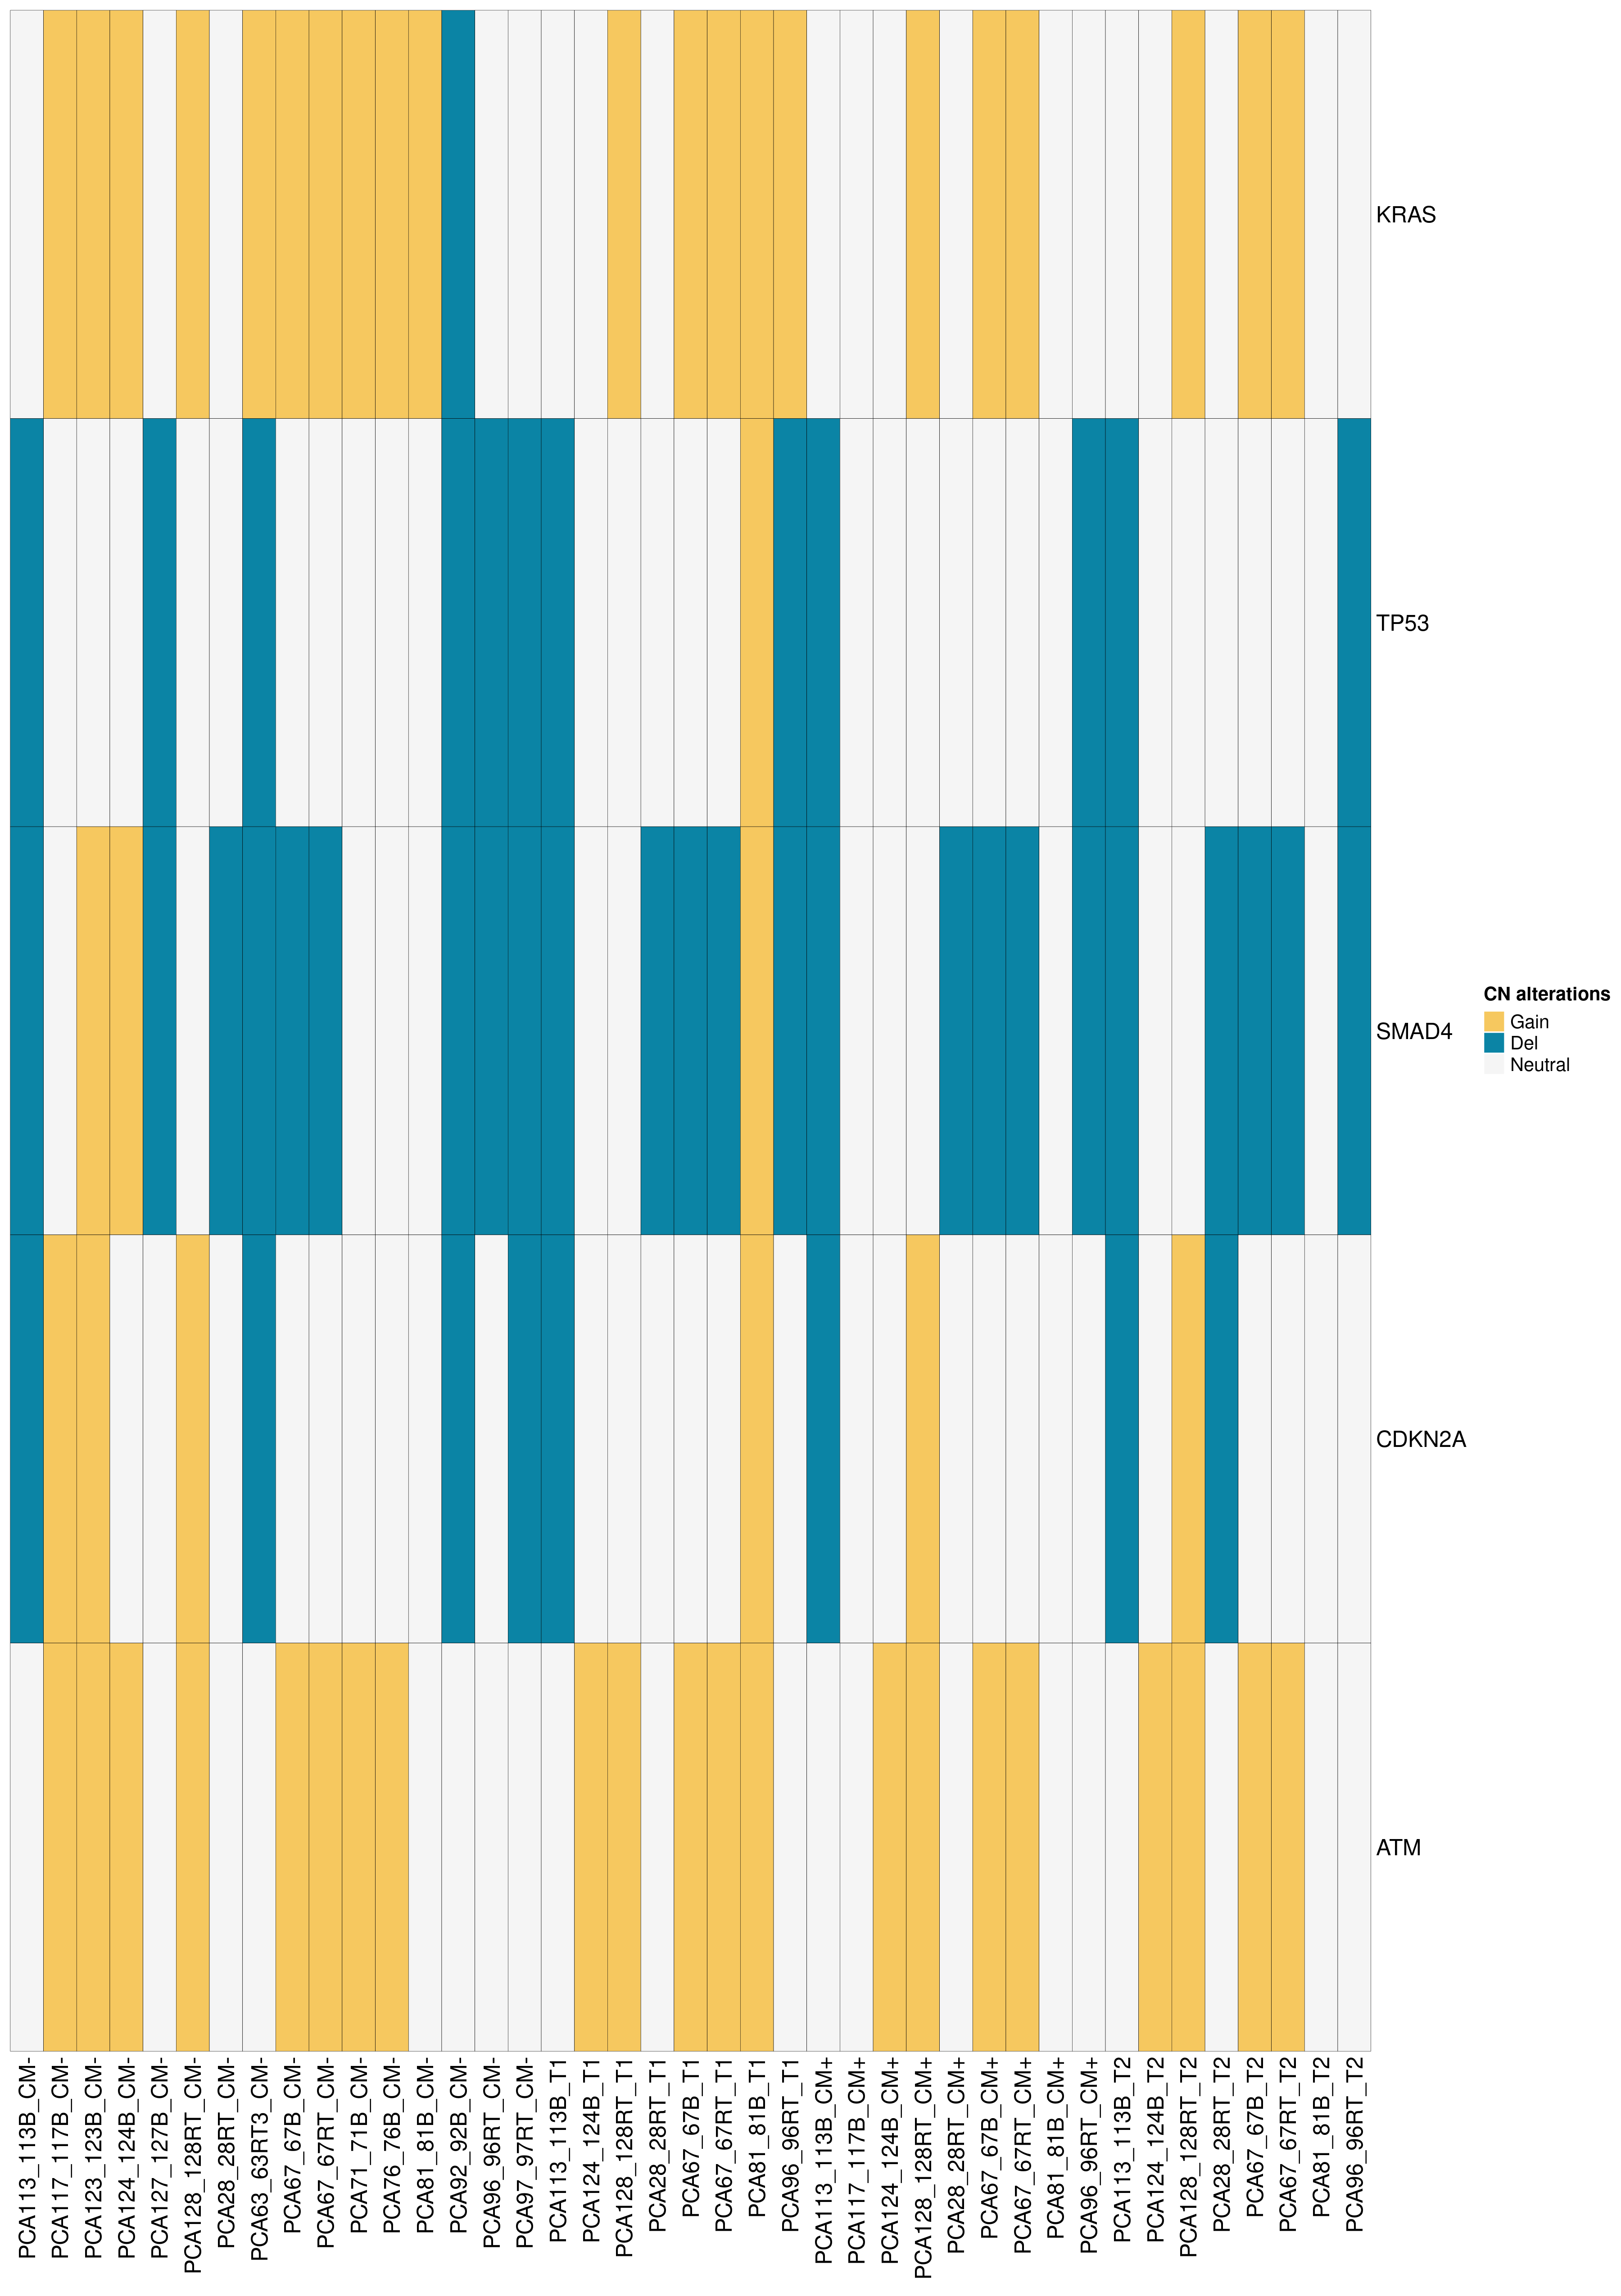 KRAS
TP53
SMAD4
CDKN2A
ATM
CN alterations
Gain
Del
Neutral
PCA113_113B_CM-
PCA117_117B_CM-
PCA123_123B_CM-
PCA124_124B_CM-
PCA127_127B_CM-
PCA128_128RT_CM-
PCA28_28RT_CM-
PCA63_63RT3_CM-
PCA67_67B_CM-
PCA67_67RT_CM-
PCA71_71B_CM-
PCA76_76B_CM-
PCA81_81B_CM-
PCA92_92B_CM-
PCA96_96RT_CM-
PCA97_97RT_CM-
PCA113_113B_T1
PCA124_124B_T1
PCA128_128RT_T1
PCA28_28RT_T1
PCA67_67B_T1
PCA67_67RT_T1
PCA81_81B_T1
PCA96_96RT_T1
PCA113_113B_CM+
PCA117_117B_CM+
PCA124_124B_CM+
PCA128_128RT_CM+
PCA28_28RT_CM+
PCA67_67B_CM+
PCA67_67RT_CM+
PCA81_81B_CM+
PCA96_96RT_CM+
PCA113_113B_T2
PCA124_124B_T2
PCA128_128RT_T2
PCA28_28RT_T2
PCA67_67B_T2
PCA67_67RT_T2
PCA81_81B_T2
PCA96_96RT_T2